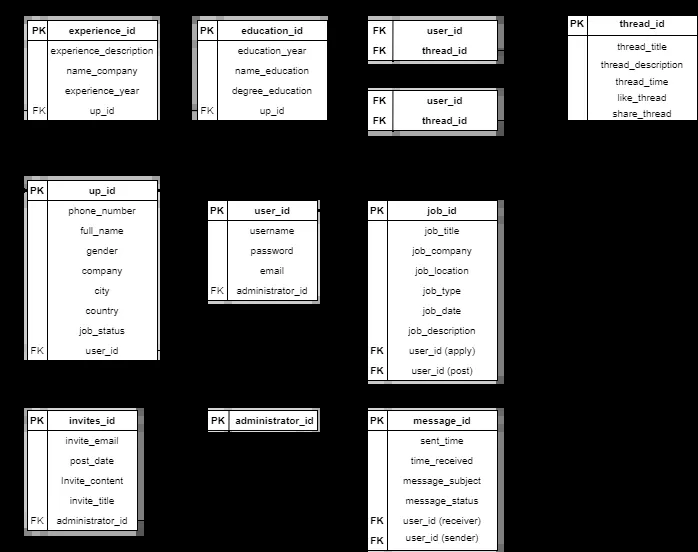 PK experience_id
experience_description
name_company
experience_year
FK up_id
PK education_id
education_year
name_education
degree_education
FK up_id
FK user_id
FK thread_id
FK user_id
FK thread_id
PK thread_id
thread_title
thread_description
thread_time
like_thread
share_thread
PK up_id
phone_number
full_name
gender
company
city
country
job_status
FK user_id
PK user_id
username
password
email
FK administrator_id
PK job_id
job_title
job_company
job_location
job_type
job_date
job_description
FK user_id (apply)
FK user_id (post)
PK invites_id
invite_email
post_date
Invite_content
invite_title
FK administrator_id
PK administrator_id
PK message_id
sent_time
time_received
message_subject
message_status
FK user_id (receiver)
FK user_id (sender)